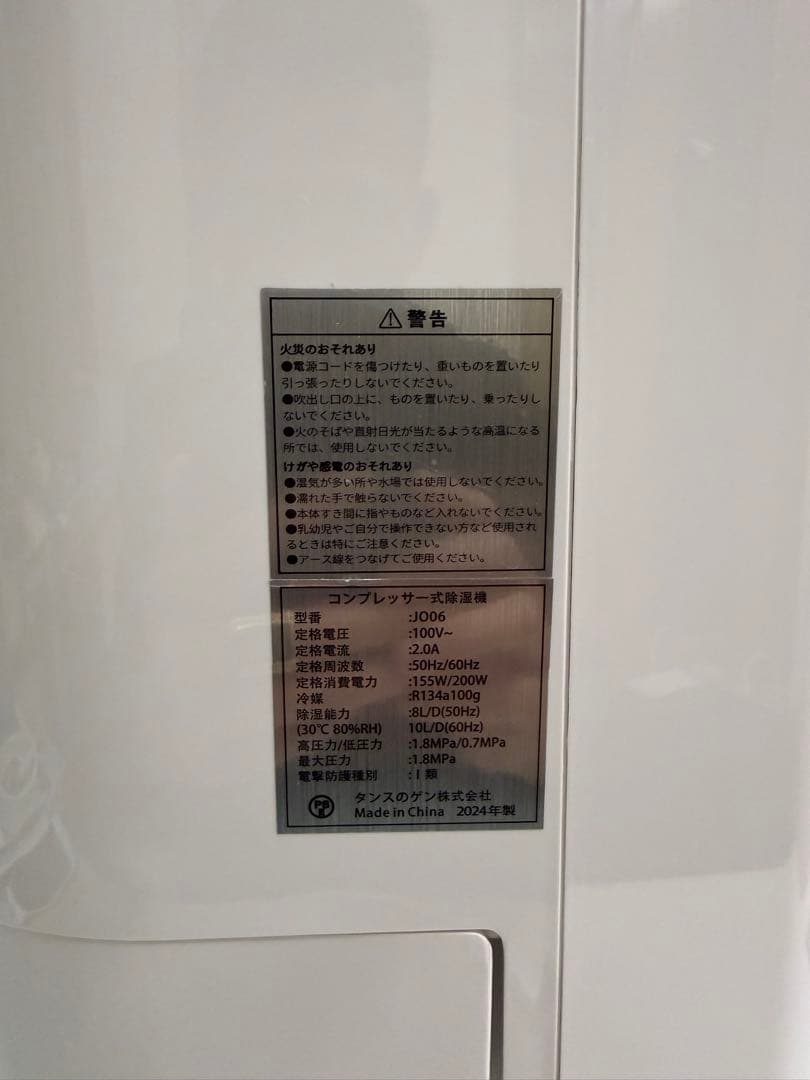 ⚠警告
火災のおそれあり
●電源コードを傷つけたり、重いものを置いたり
引っ張ったりしないでください。
●吹出し口の上に、ものを置いたり、乗ったりし
ないでください。
●火のそばや直射日光が当たるような高温になる
所では、使用しないでください。
けがや感電のおそれあり
●湿気が多い所や水場では使用しないでください。
●濡れた手で触らないでください。
●本体すき間に指やものなど入れないでください。
●乳幼児やご自分で操作できない方など使用され
るときは特にご注意ください。
●アース線をつなげてご使用ください。
コンプレッサー式除湿機
型番 :JO06
定格電圧 :100V~
定格電流 :2.0A
定格周波数 :50Hz/60Hz
定格消費電力 :155W/200W
冷媒 :R134a100g
除湿能力 :8L/D(50Hz)
(30℃ 80%RH) 10L/D(60Hz)
高圧力/低圧力 :1.8MPa/0.7MPa
最大圧力 :1.8MPa
電撃防護種別 :I類
PSE タンスのゲン株式会社
Made in China 2024年製